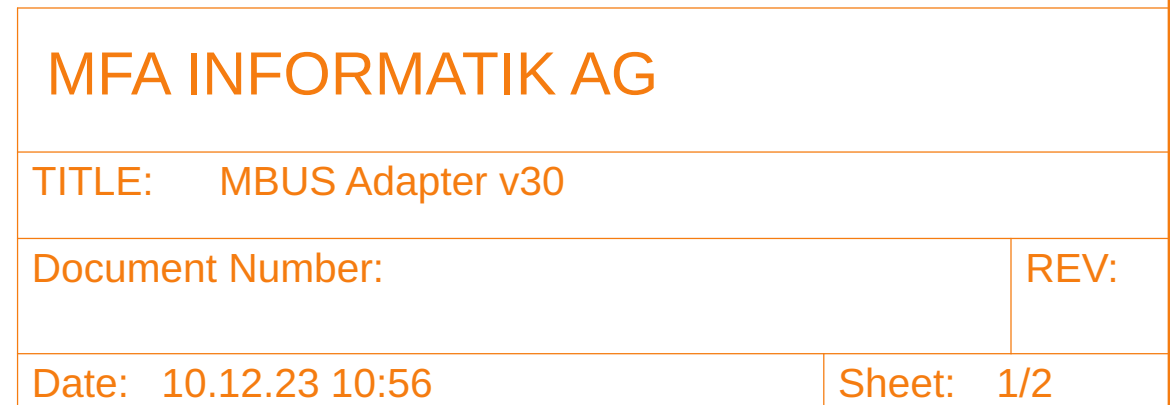 MFA INFORMATIK AG
TITLE: MBUS Adapter v30
Document Number: REV:
Date: 10.12.23 10:56 Sheet: 1/2